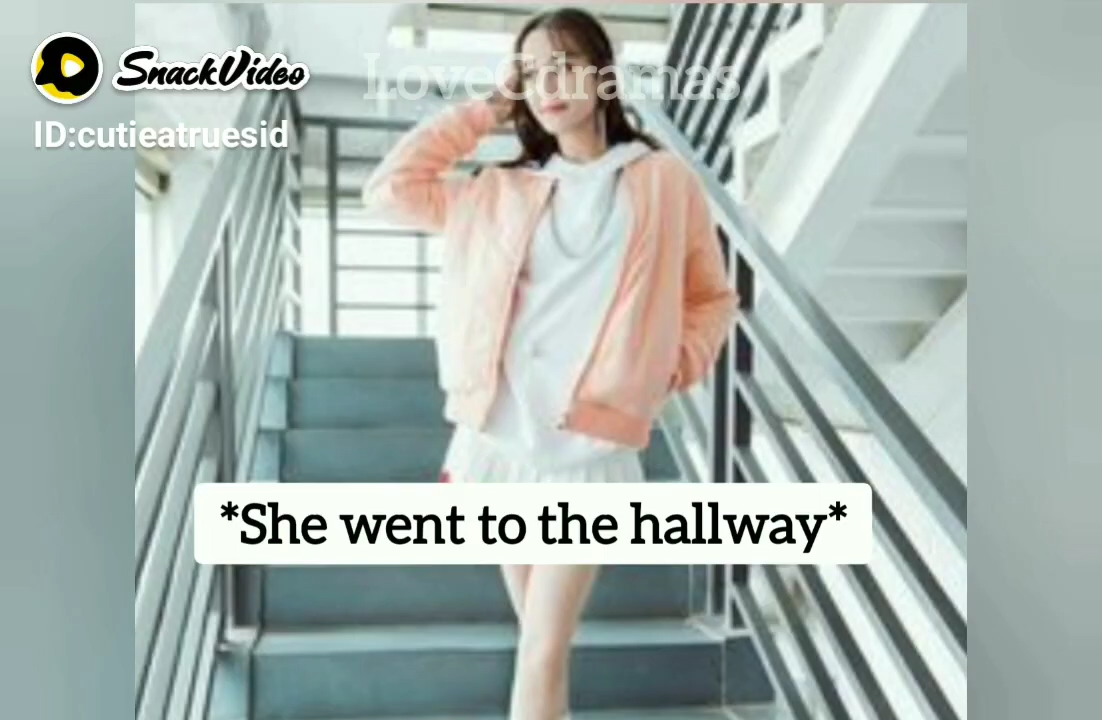 SnackVideo
LoveCdramas
ID:cutieatruesid
*She went to the hallway*